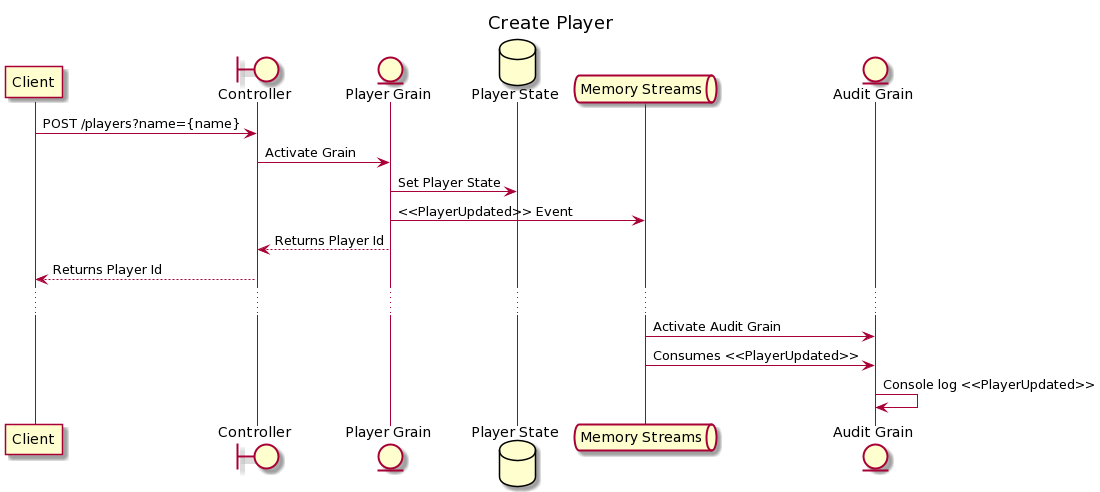 Create Player
Client
Controller
Player Grain
Player State
Memory Streams
Audit Grain
POST /players?name={name}
Activate Grain
Set Player State
<<PlayerUpdated>> Event
Returns Player Id
Returns Player Id
Activate Audit Grain
Consumes <<PlayerUpdated>>
Console log <<PlayerUpdated>>
Client
Controller
Player Grain
Player State
Memory Streams
Audit Grain